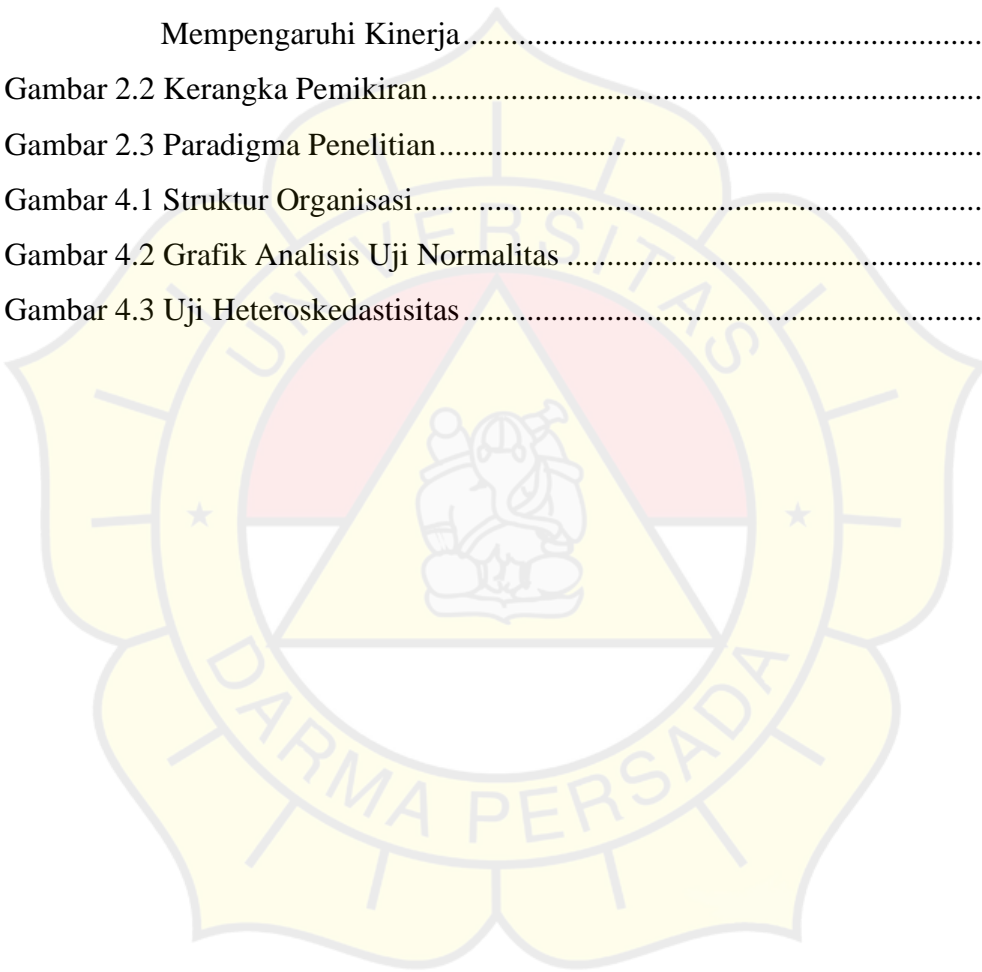 Mempengaruhi Kinerja................................................................
Gambar 2.2 Kerangka Pemikiran................................................................
Gambar 2.3 Paradigma Penelitian................................................................
Gambar 4.1 Struktur Organisasi................................................................
Gambar 4.2 Grafik Analisis Uji Normalitas ................................................
Gambar 4.3 Uji Heteroskedastisitas............................................................
UNIVERSITAS
DARMA PERSADA